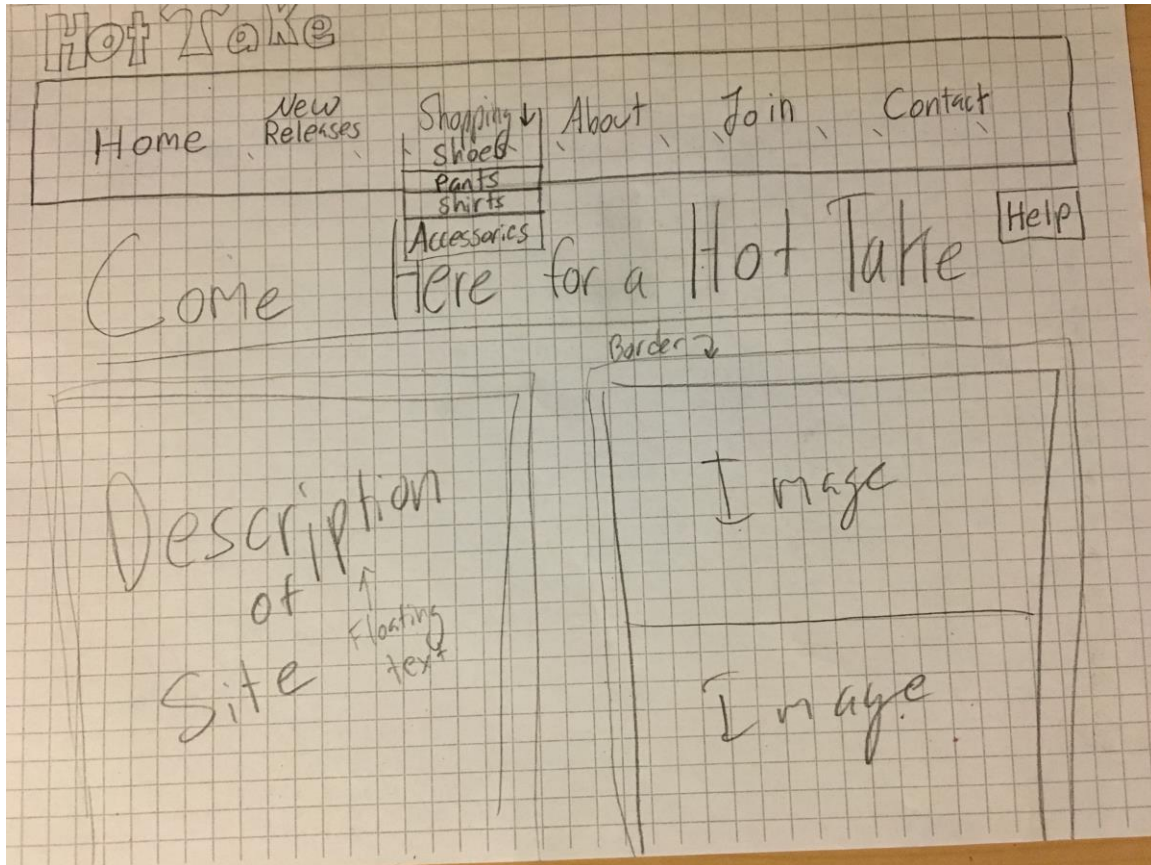 Hot Take
Home New Releases Shopping ↓ About Join Contact
Shoes
Pants
Shirts
Accessories
Help
Come Here for a Hot Take
Border
Description
of
Site
Floating
text
Image
Image